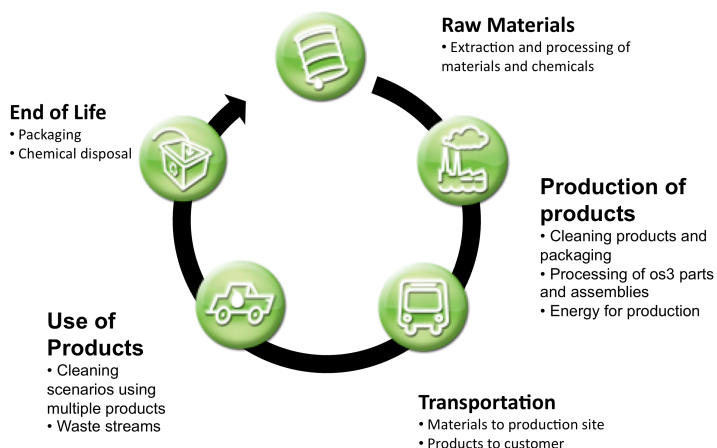 Raw Materials
• Extraction and processing of
materials and chemicals
Production of
products
• Cleaning products and
packaging
• Processing of os3 parts
and assemblies
• Energy for production
Transportation
• Materials to production site
• Products to customer
Use of
Products
• Cleaning
scenarios using
multiple products
• Waste streams
End of Life
• Packaging
• Chemical disposal